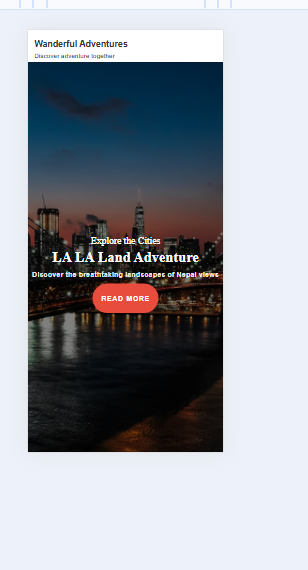 Wanderful Adventures
Discover adventure together
Explore the Cities
LA LA Land Adventure
Discover the breathtaking landscapes of Nepal views
READ MORE